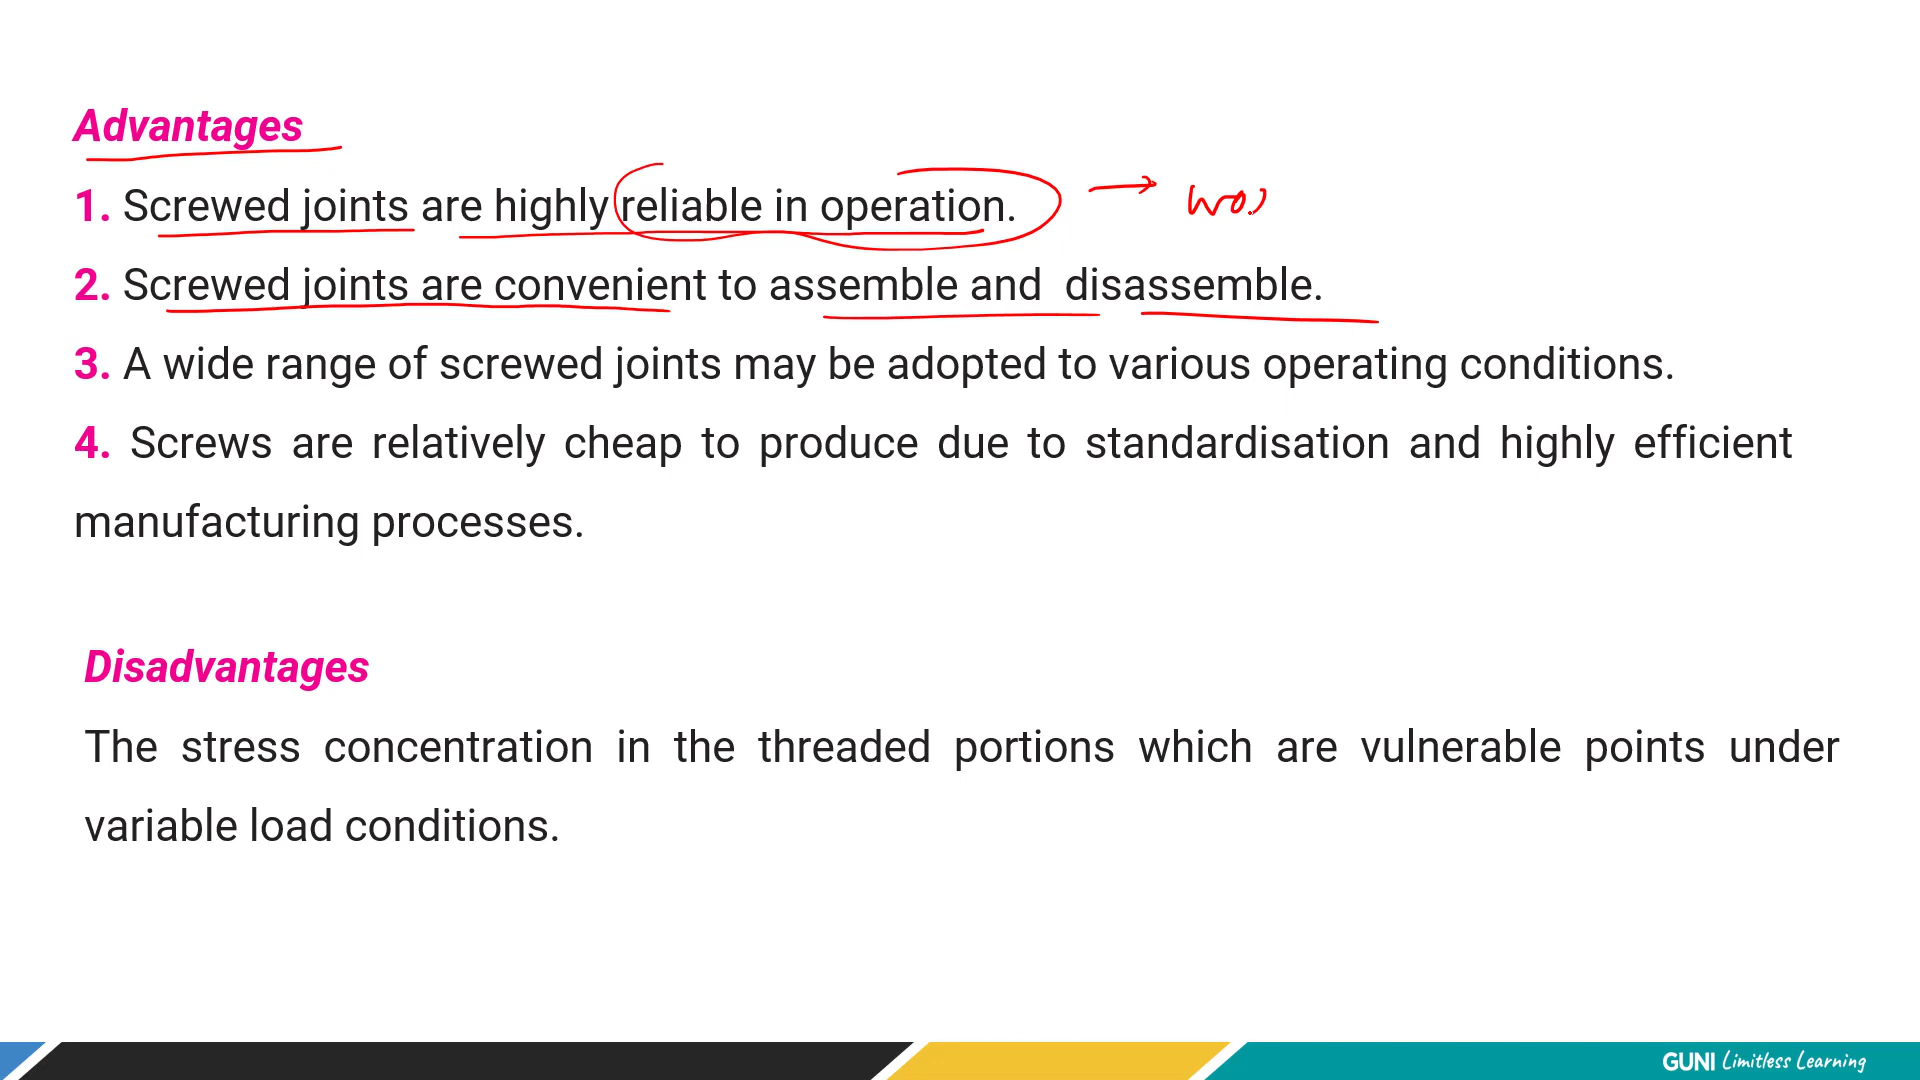 Advantages
1. Screwed joints are highly reliable in operation.
2. Screwed joints are convenient to assemble and disassemble.
3. A wide range of screwed joints may be adopted to various operating conditions.
4. Screws are relatively cheap to produce due to standardisation and highly efficient
manufacturing processes.
Disadvantages
The stress concentration in the threaded portions which are vulnerable points under
variable load conditions.
GUNI Limitless Learning